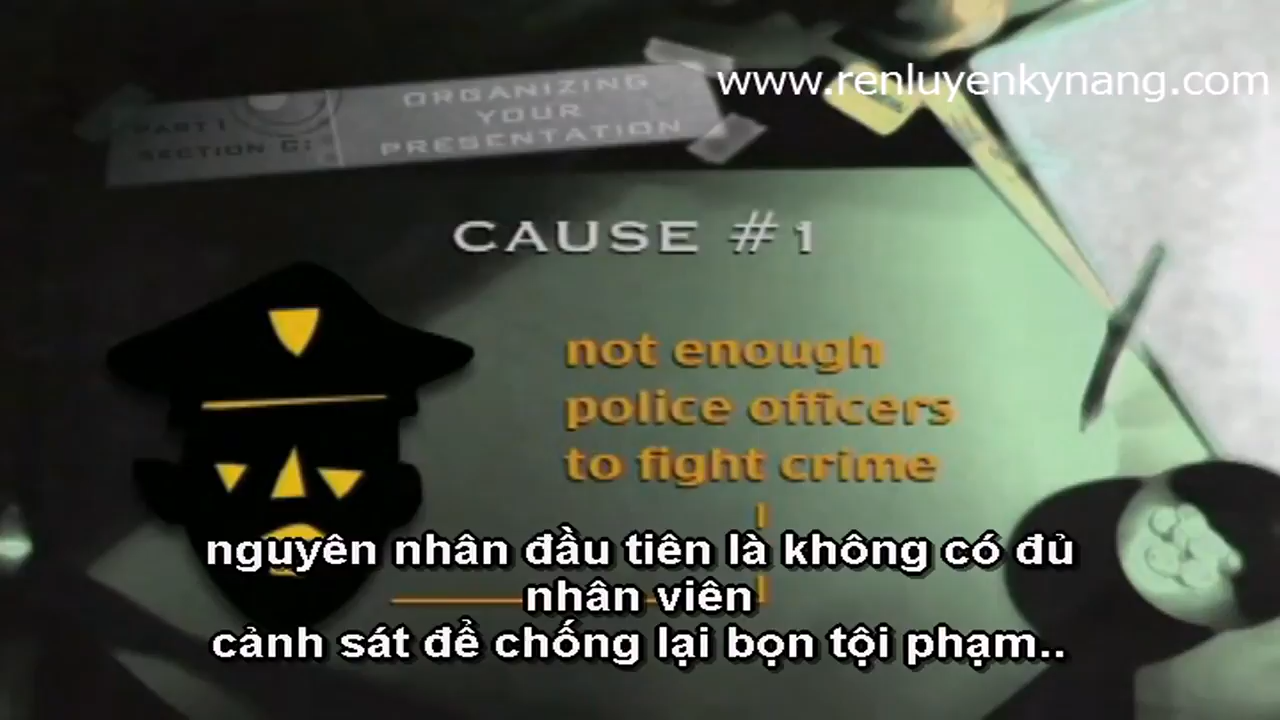 www.renluyenkynang.com
PART I
SECTION C:
ORGANIZING
YOUR
PRESENTATION
CAUSE #1
not enough
police officers
to fight crime
nguyên nhân đầu tiên là không có đủ
nhân viên
cảnh sát để chống lại bọn tội phạm..